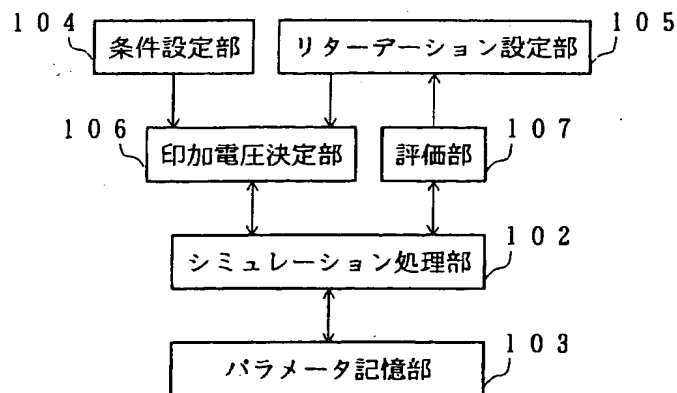 104 条件設定部 リターデーション設定部 105
106 印加電圧決定部 評価部 107
シミュレーション処理部 102
パラメータ記憶部 103